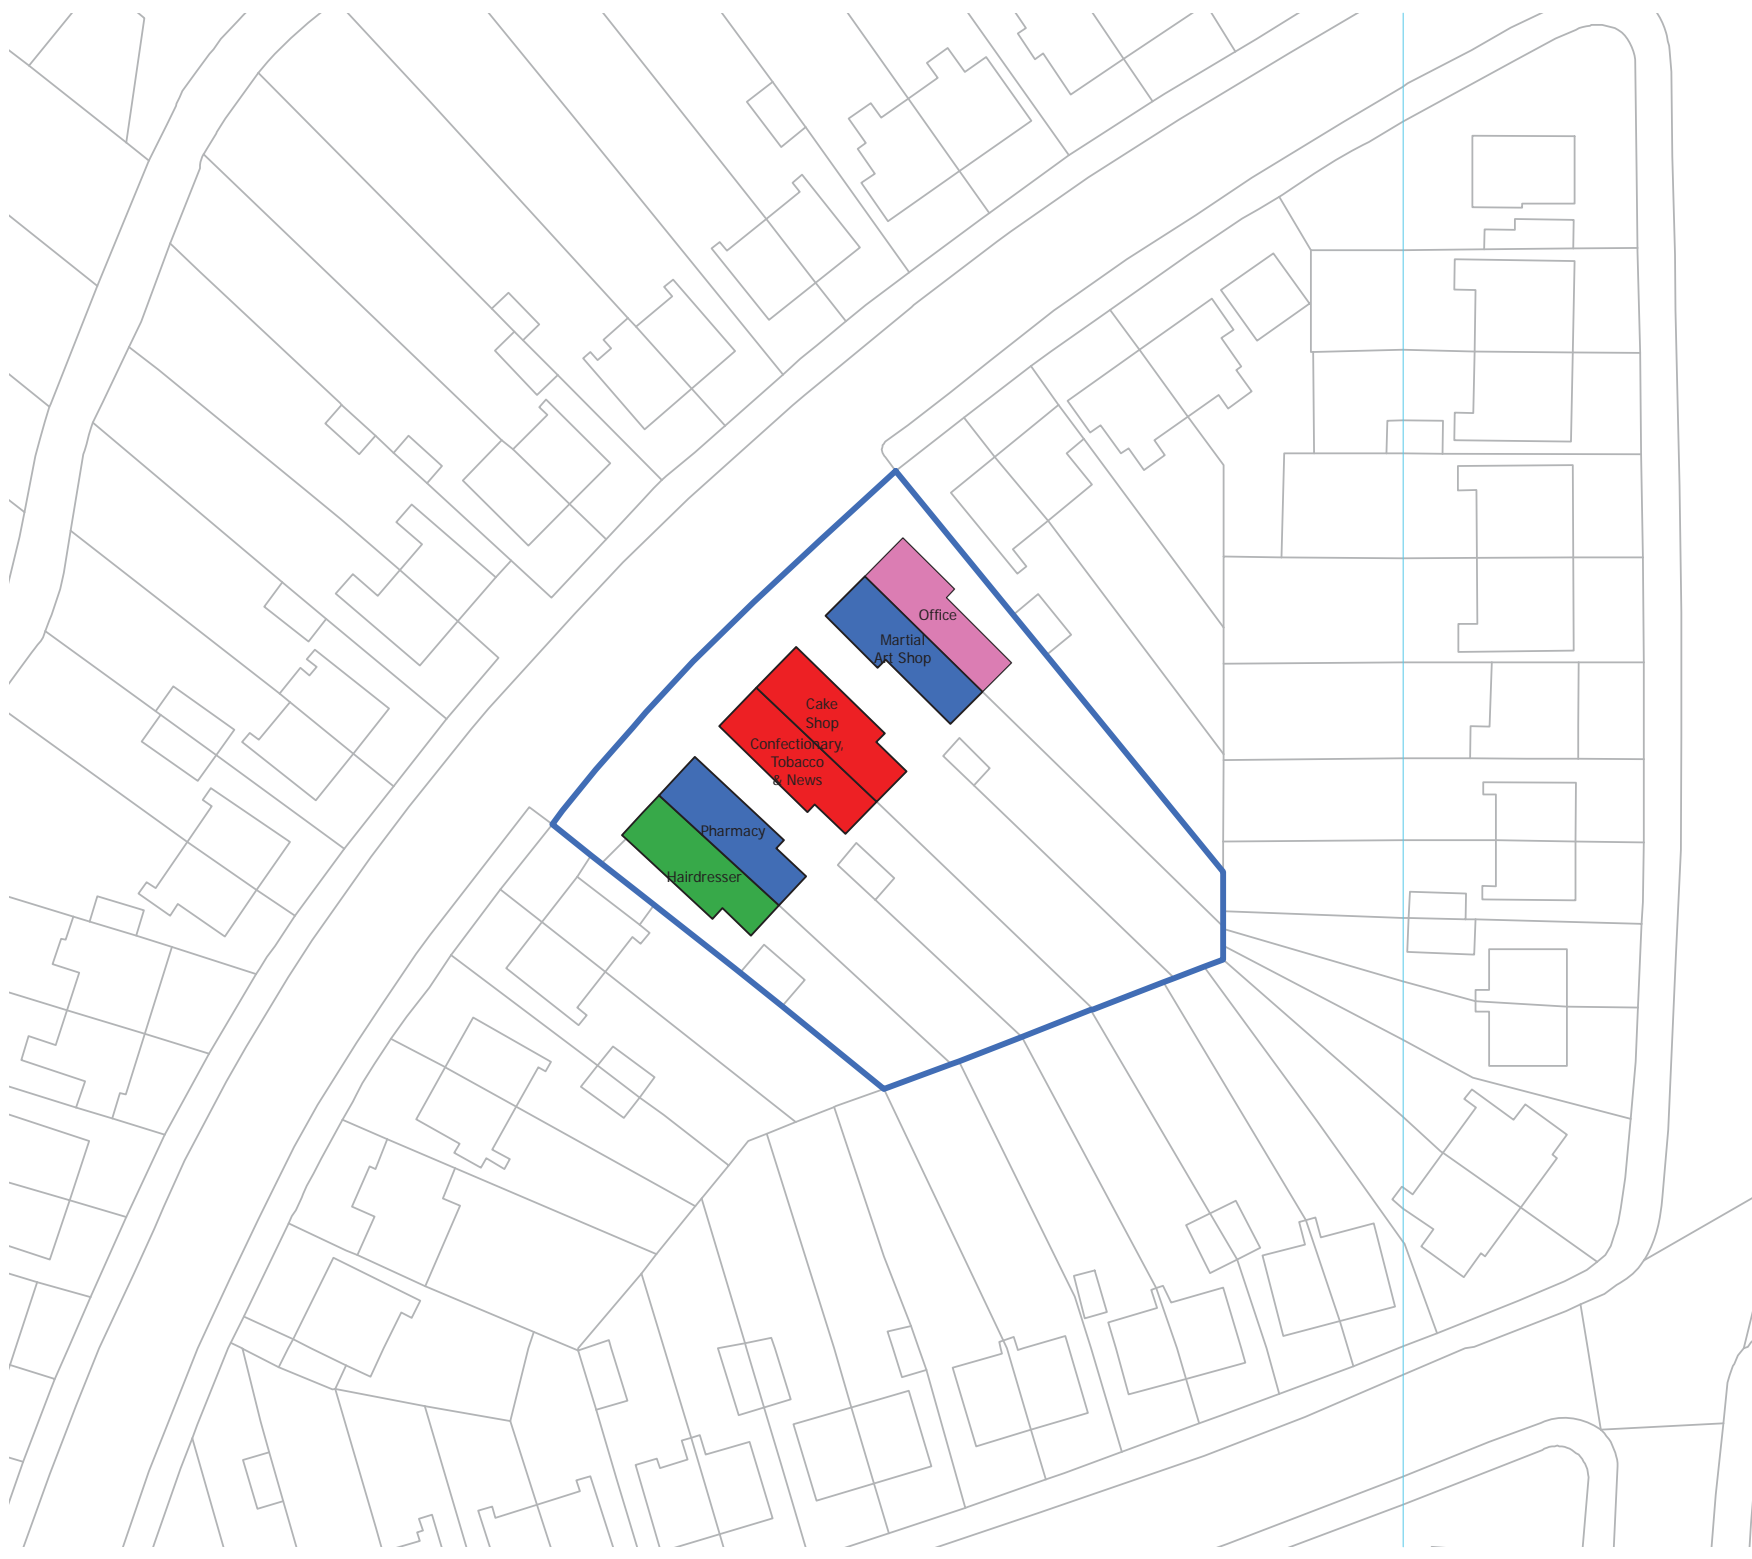 Office
Martial
Art Shop
Cake
Shop
Confectionary,
Tobacco
& News
Pharmacy
Hairdresser